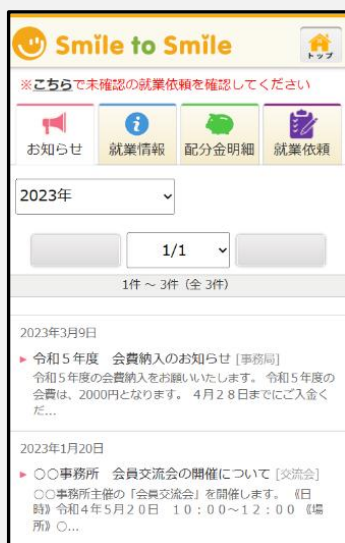 Smile to Smile
トップ
※こちらで未確認の就業依頼を確認してください
お知らせ 就業情報 配分金明細 就業依頼
2023年
1/1
1件 ～ 3件 (全 3件)
2023年3月9日
令和５年度　会費納入のお知らせ [事務局]
令和５年度の会費納入をお願いいたします。 令和５年度の
会費は、2000円となります。 ４月２８日までにご入金く
だ...
2023年1月20日
○○事務所　会員交流会の開催について [交流会]
○○事務所主催の「会員交流会」を開催します。 《日
時》令和４年５月２０日　１０：００～１２：００ 《場
所》○...